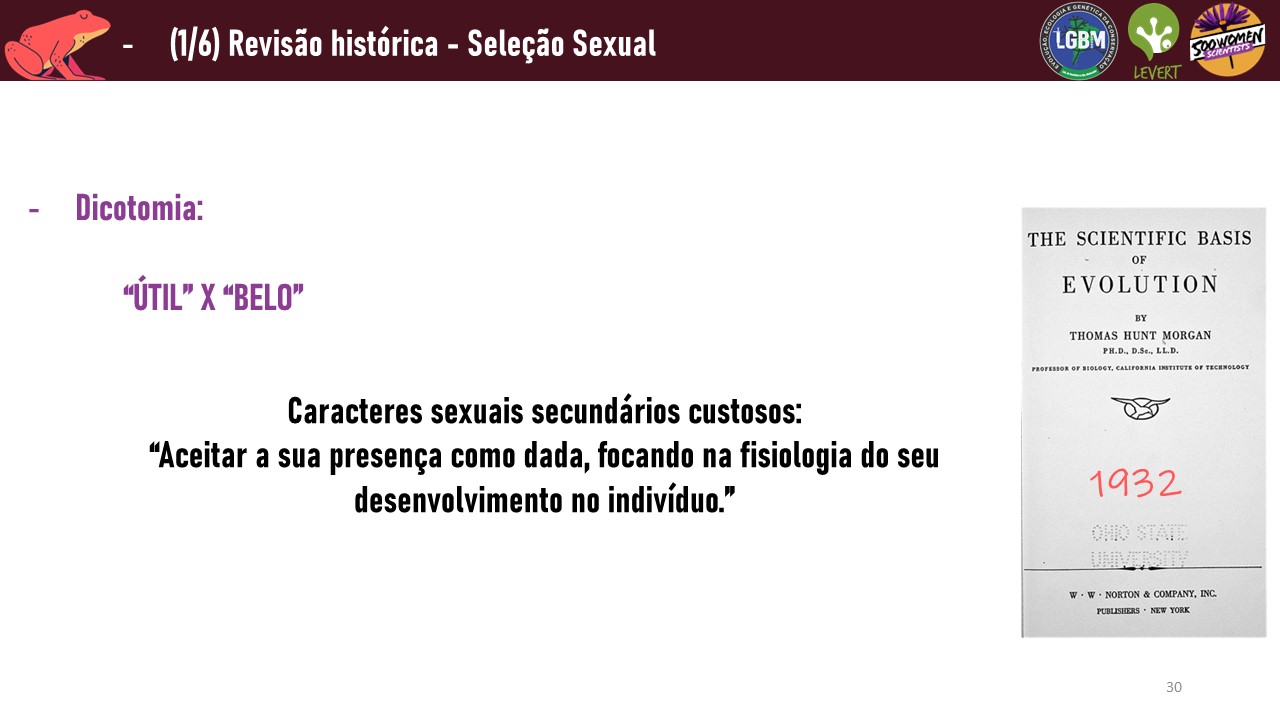 - (1/6) Revisão histórica - Seleção Sexual
EVOLUÇÃO, ECOLOGIA E GENÉTICA DA CONSERVAÇÃO
LGBM
LEVERT
500 WOMEN
SCIENTISTS
- Dicotomia:
“ÚTIL” X “BELO”
Caracteres sexuais secundários custosos:
“Aceitar a sua presença como dada, focando na fisiologia do seu
desenvolvimento no indivíduo.”
THE SCIENTIFIC BASIS
OF
EVOLUTION
BY
THOMAS HUNT MORGAN
PH.D., D.Sc., LL.D.
PROFESSOR OF BIOLOGY, CALIFORNIA INSTITUTE OF TECHNOLOGY
1932
OHIO STATE
UNIVERSITY
W · W · NORTON & COMPANY, INC.
PUBLISHERS · NEW YORK
30